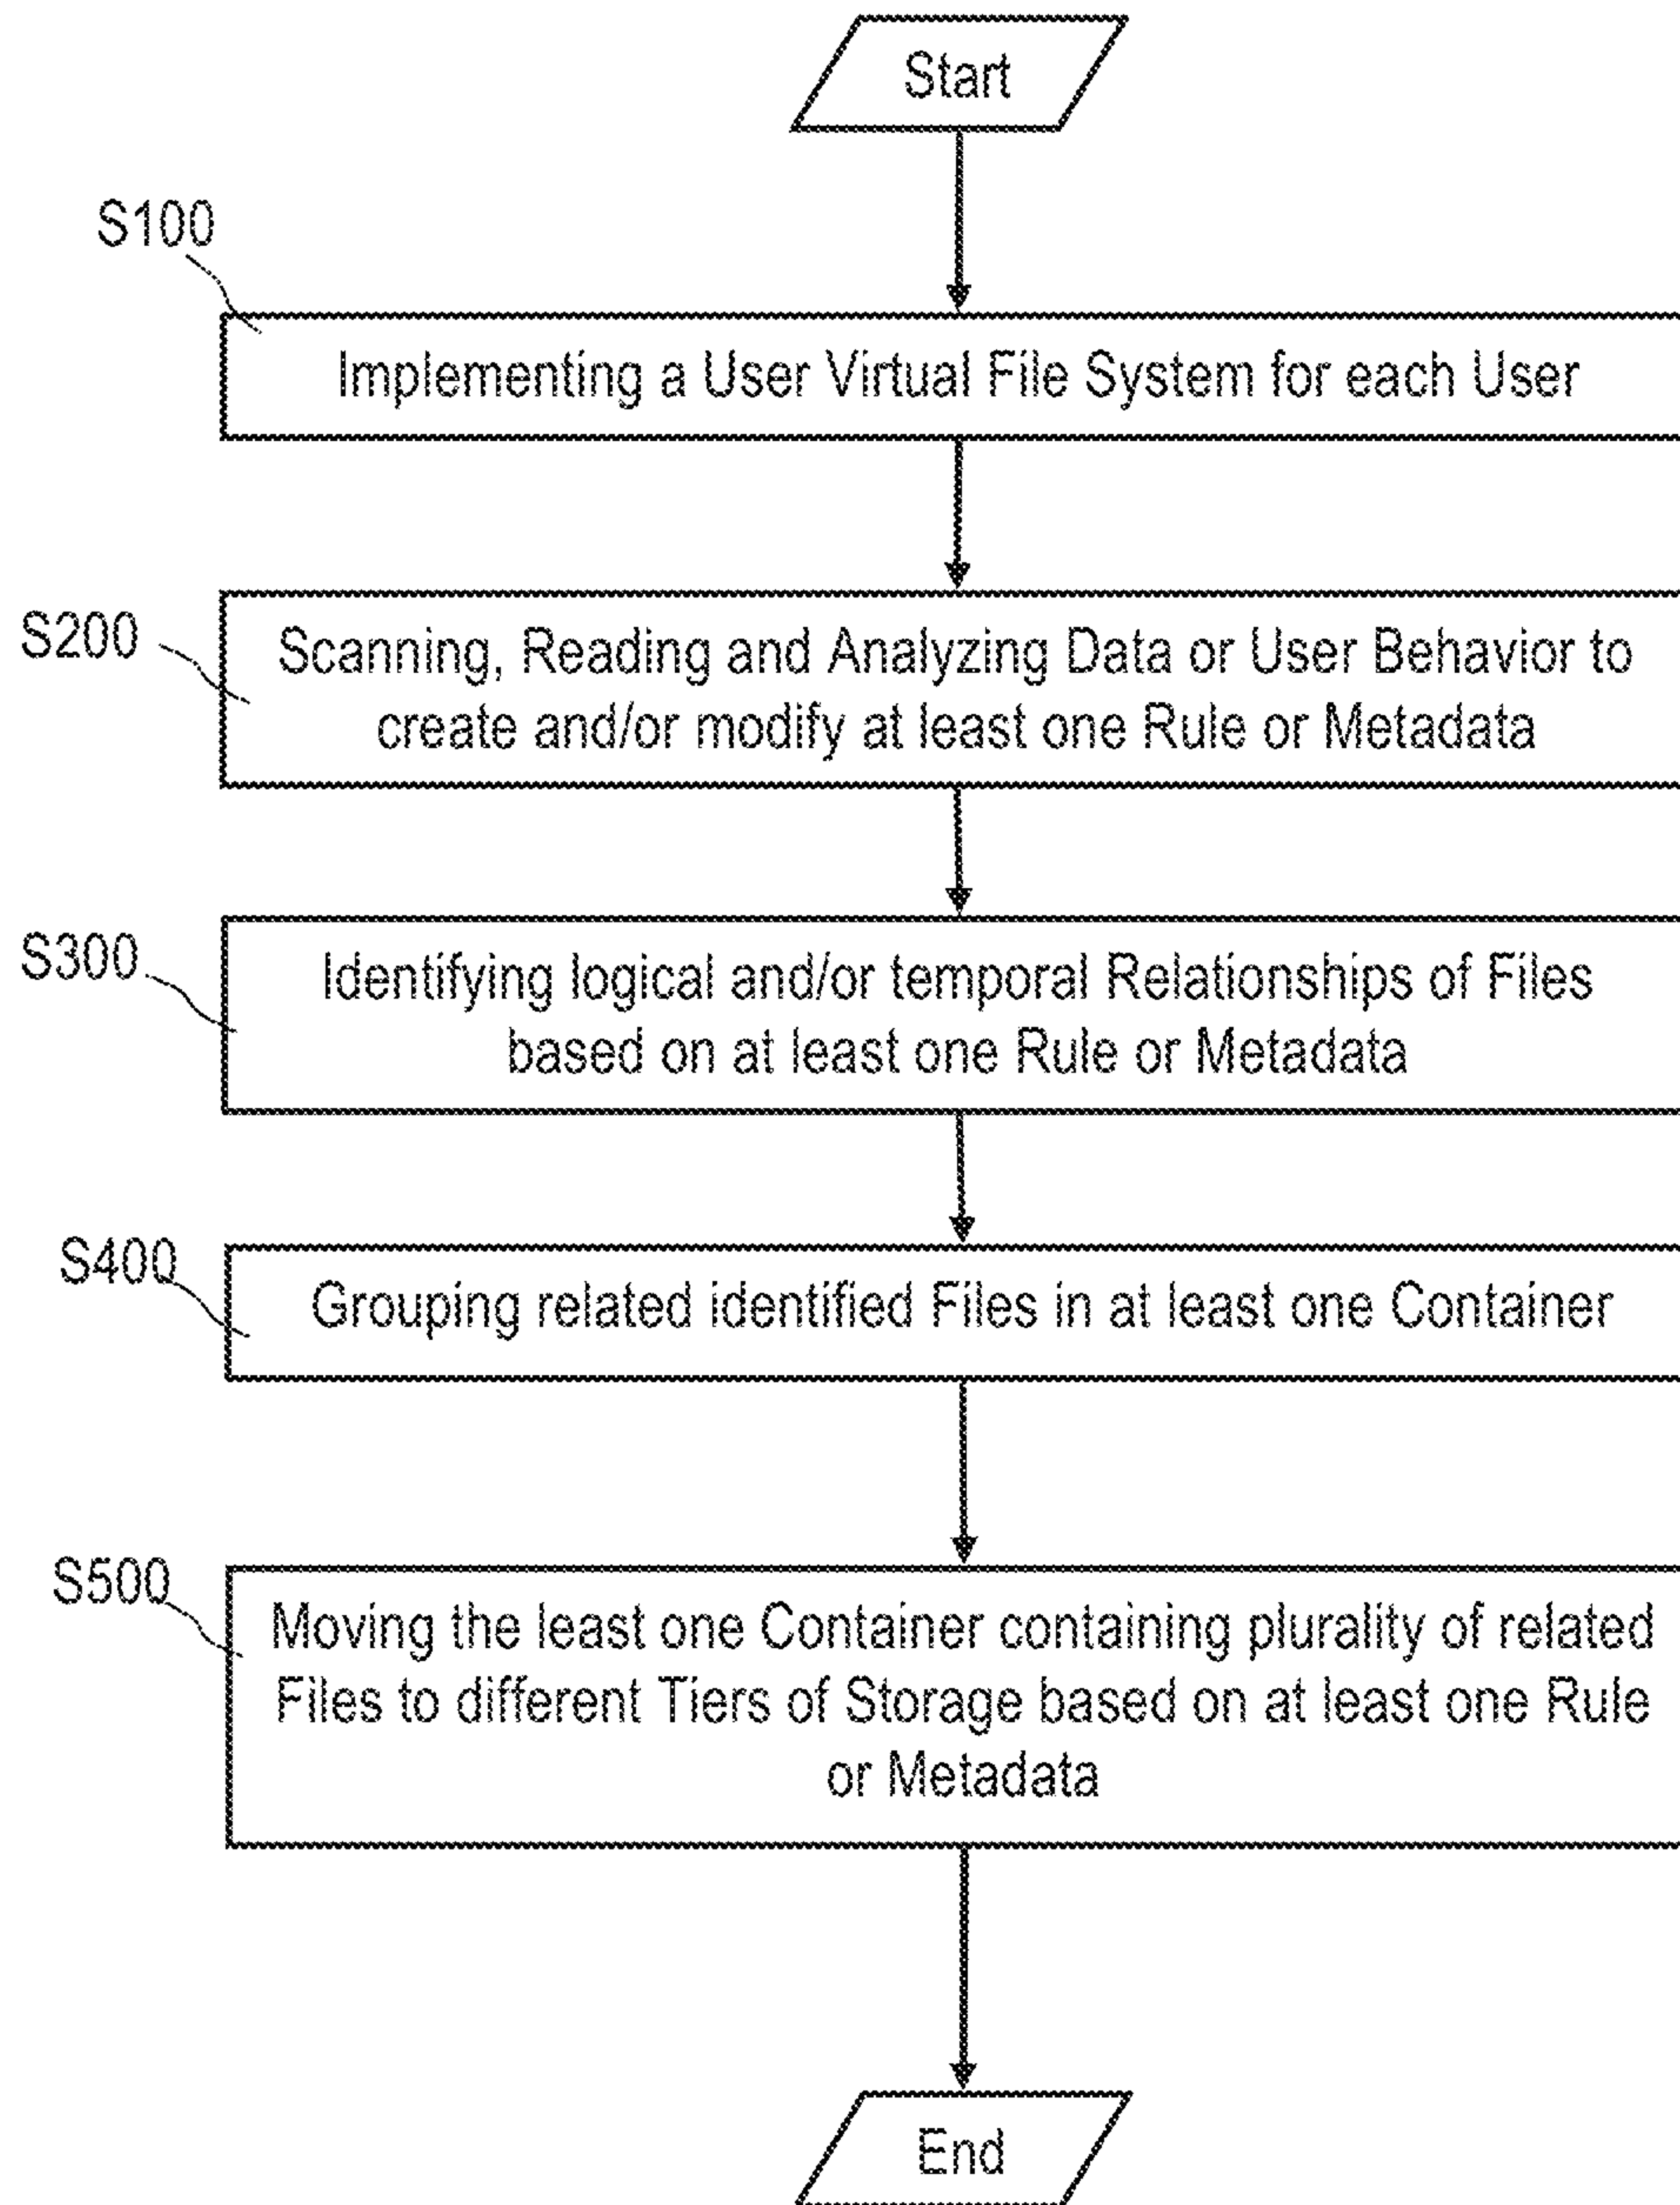 Start
S100
Implementing a User Virtual File System for each User
S200
Scanning, Reading and Analyzing Data or User Behavior to
create and/or modify at least one Rule or Metadata
S300
Identifying logical and/or temporal Relationships of Files
based on at least one Rule or Metadata
S400
Grouping related identified Files in at least one Container
S500
Moving the least one Container containing plurality of related
Files to different Tiers of Storage based on at least one Rule
or Metadata
End